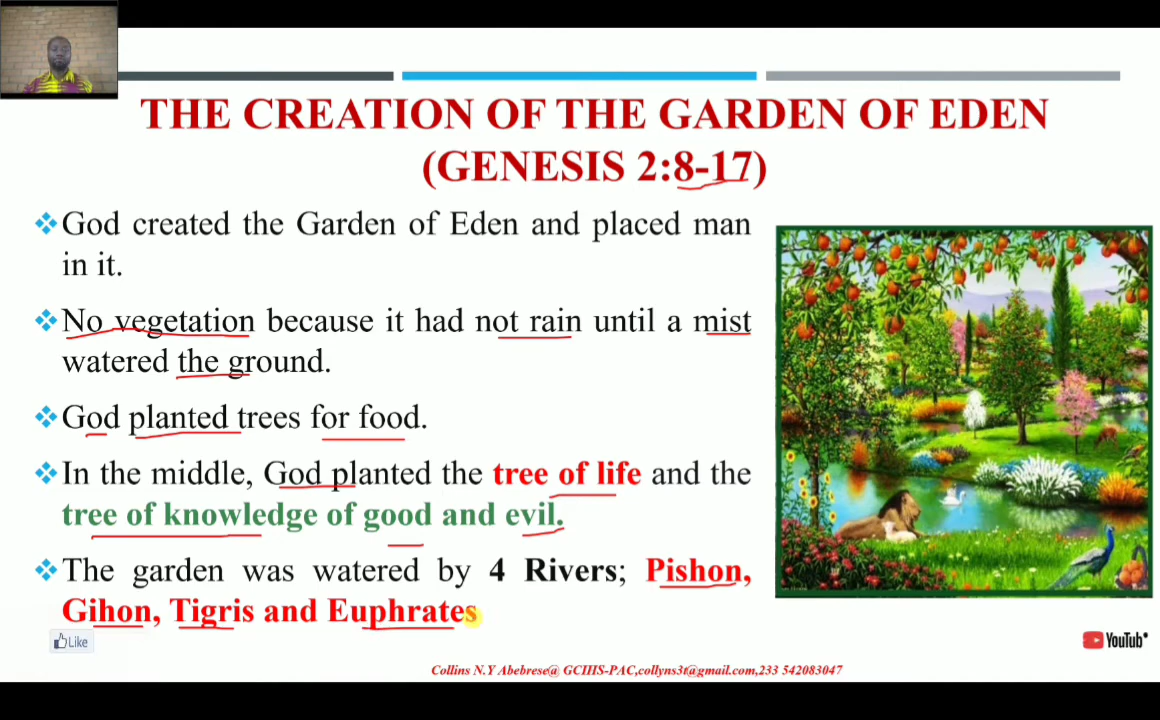 THE CREATION OF THE GARDEN OF EDEN
(GENESIS 2:8-17)
God created the Garden of Eden and placed man
in it.
No vegetation because it had not rain until a mist
watered the ground.
God planted trees for food.
In the middle, God planted the tree of life and the
tree of knowledge of good and evil.
The garden was watered by 4 Rivers; Pishon,
Gihon, Tigris and Euphrates
Like
YouTube
Collins N.Y Abebrese@ GCIHS-PAC,collyns3t@gmail.com,233 542083047